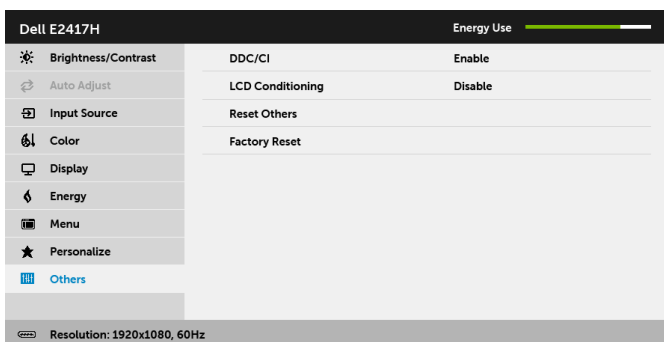 Dell E2417H Energy Use
Brightness/Contrast DDC/CI Enable
Auto Adjust LCD Conditioning Disable
Input Source Reset Others
Color Factory Reset
Display
Energy
Menu
Personalize
Others
Resolution: 1920x1080, 60Hz